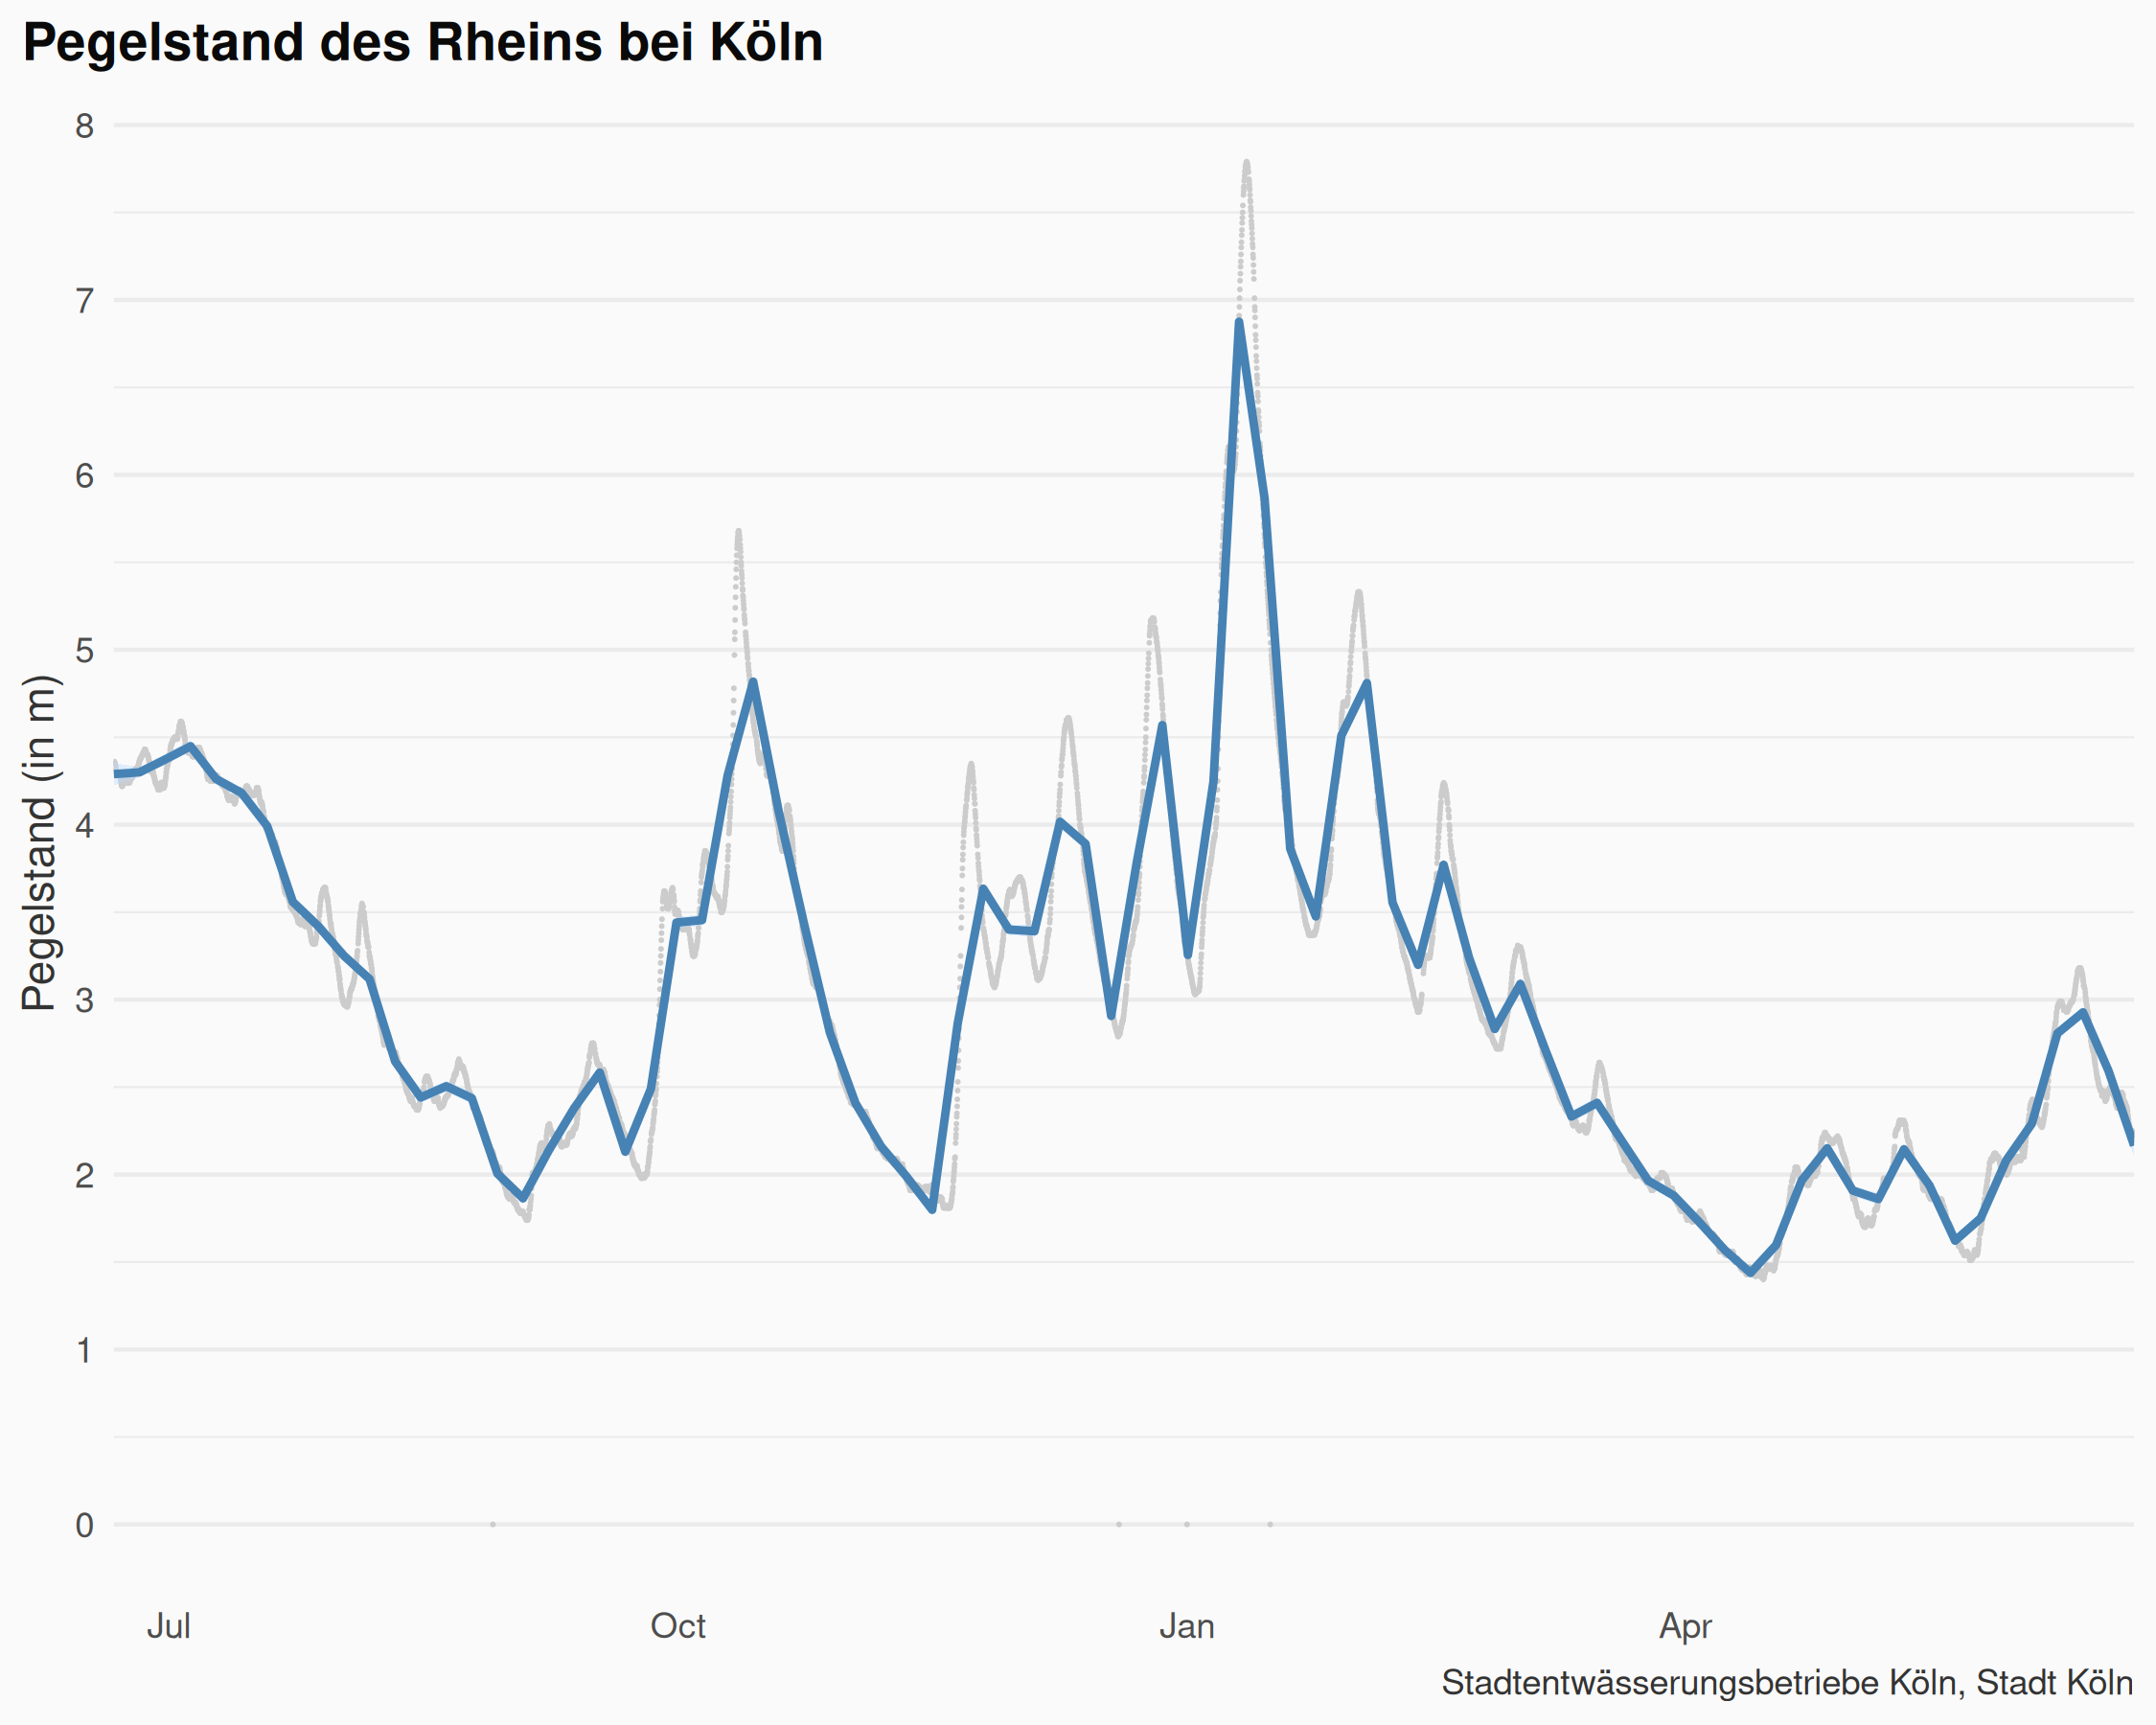 Pegelstand des Rheins bei Köln
Pegelstand (in m)
8
7
6
5
4
3
2
1
0
Jul Oct Jan Apr
Stadtentwässerungsbetriebe Köln, Stadt Köln